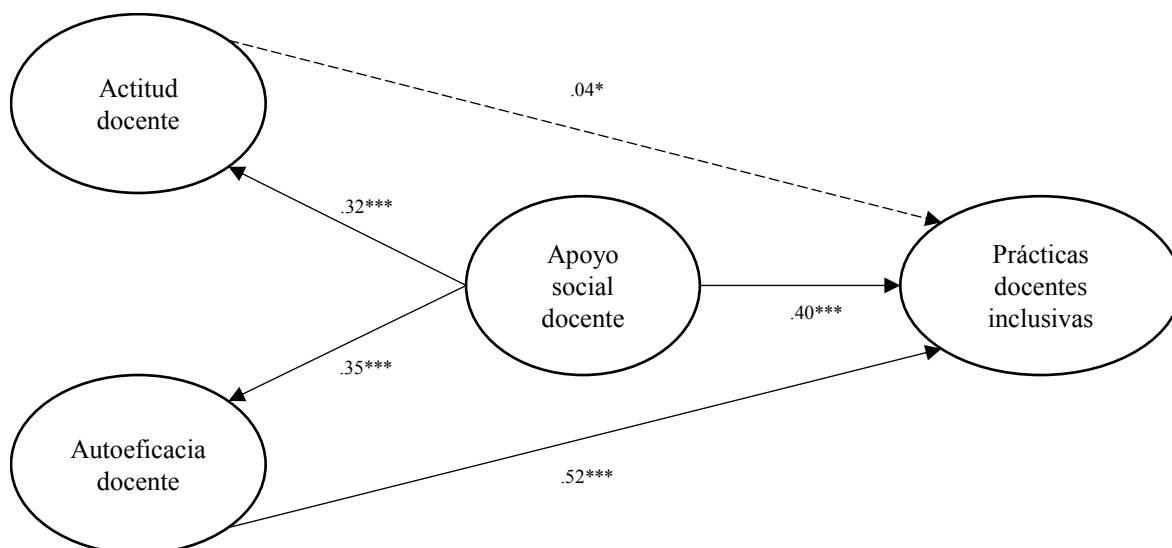 Actitud
docente
.04*
.32***
Apoyo
social
docente
Prácticas
docentes
inclusivas
.40***
.35***
Autoeficacia
docente
.52***